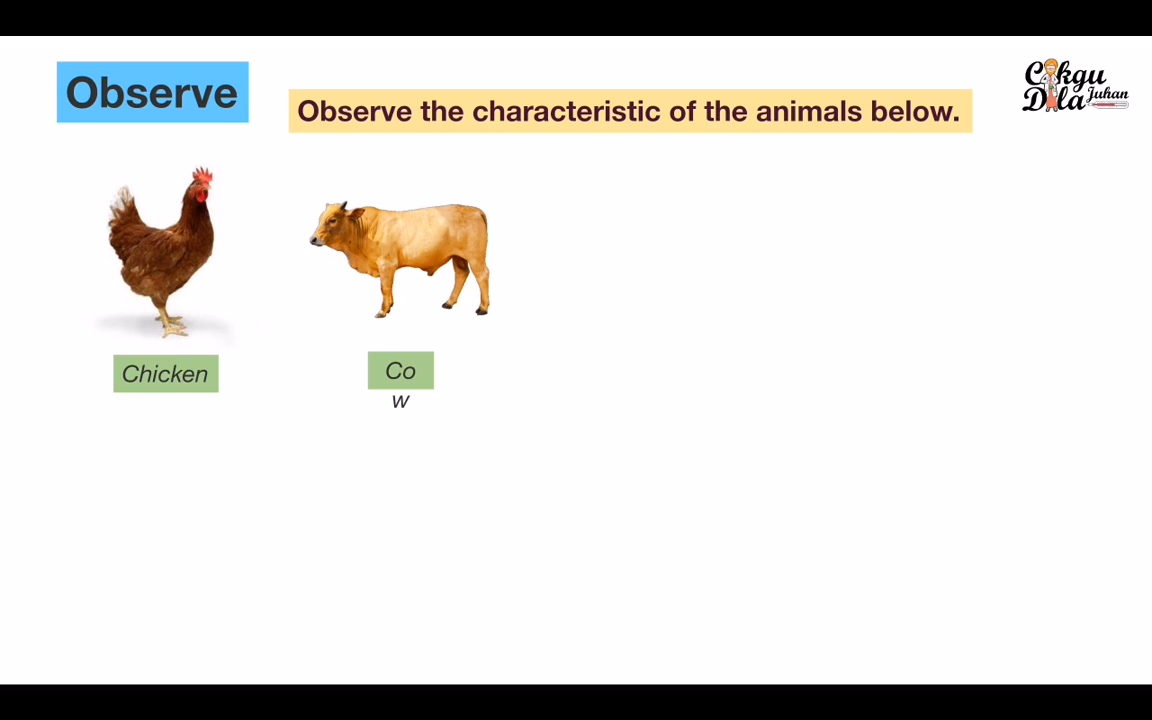 Observe
Observe the characteristic of the animals below.
Cikgu
Dila Juhan
Chicken
Co
w